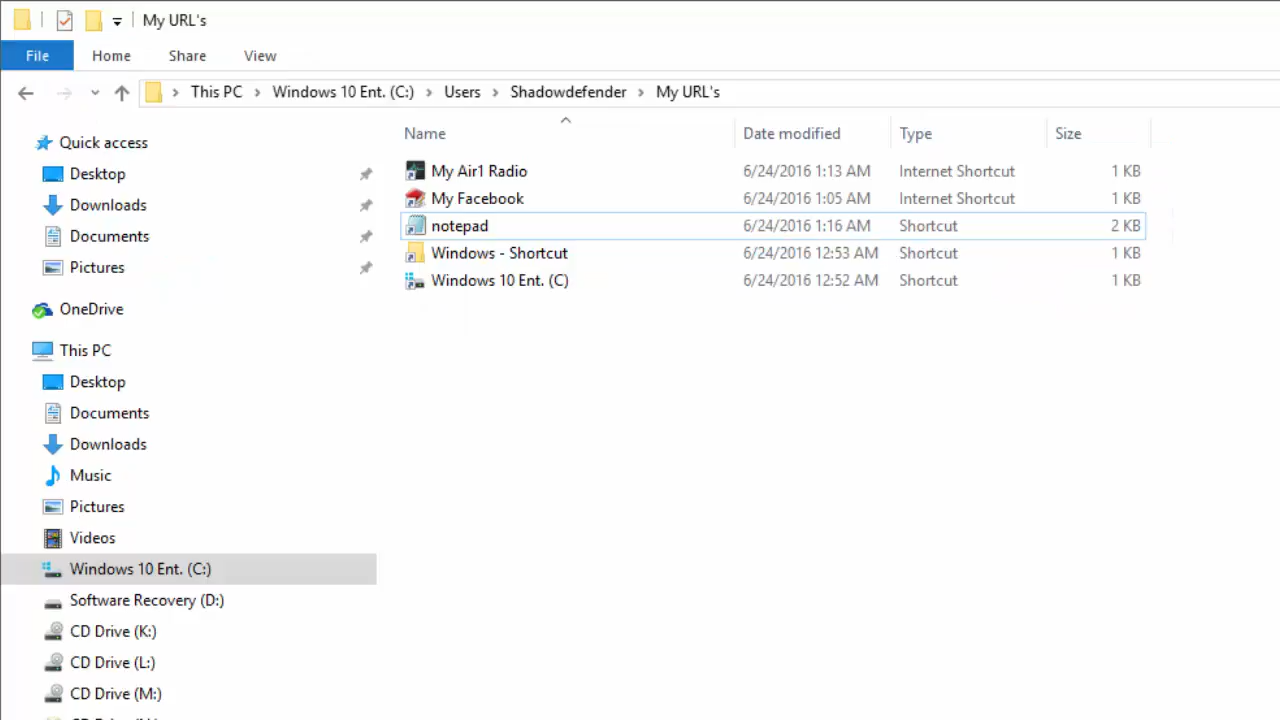 My URL's
File Home Share View
This PC Windows 10 Ent. (C:) Users Shadowdefender My URL's
Name Date modified Type Size
Quick access
Desktop
Downloads
Documents
Pictures
OneDrive
This PC
Desktop
Documents
Downloads
Music
Pictures
Videos
Windows 10 Ent. (C:)
Software Recovery (D:)
CD Drive (K:)
CD Drive (L:)
CD Drive (M:)
My Air1 Radio 6/24/2016 1:13 AM Internet Shortcut 1 KB
My Facebook 6/24/2016 1:05 AM Internet Shortcut 1 KB
notepad 6/24/2016 1:16 AM Shortcut 2 KB
Windows - Shortcut 6/24/2016 12:53 AM Shortcut 1 KB
Windows 10 Ent. (C) 6/24/2016 12:52 AM Shortcut 1 KB